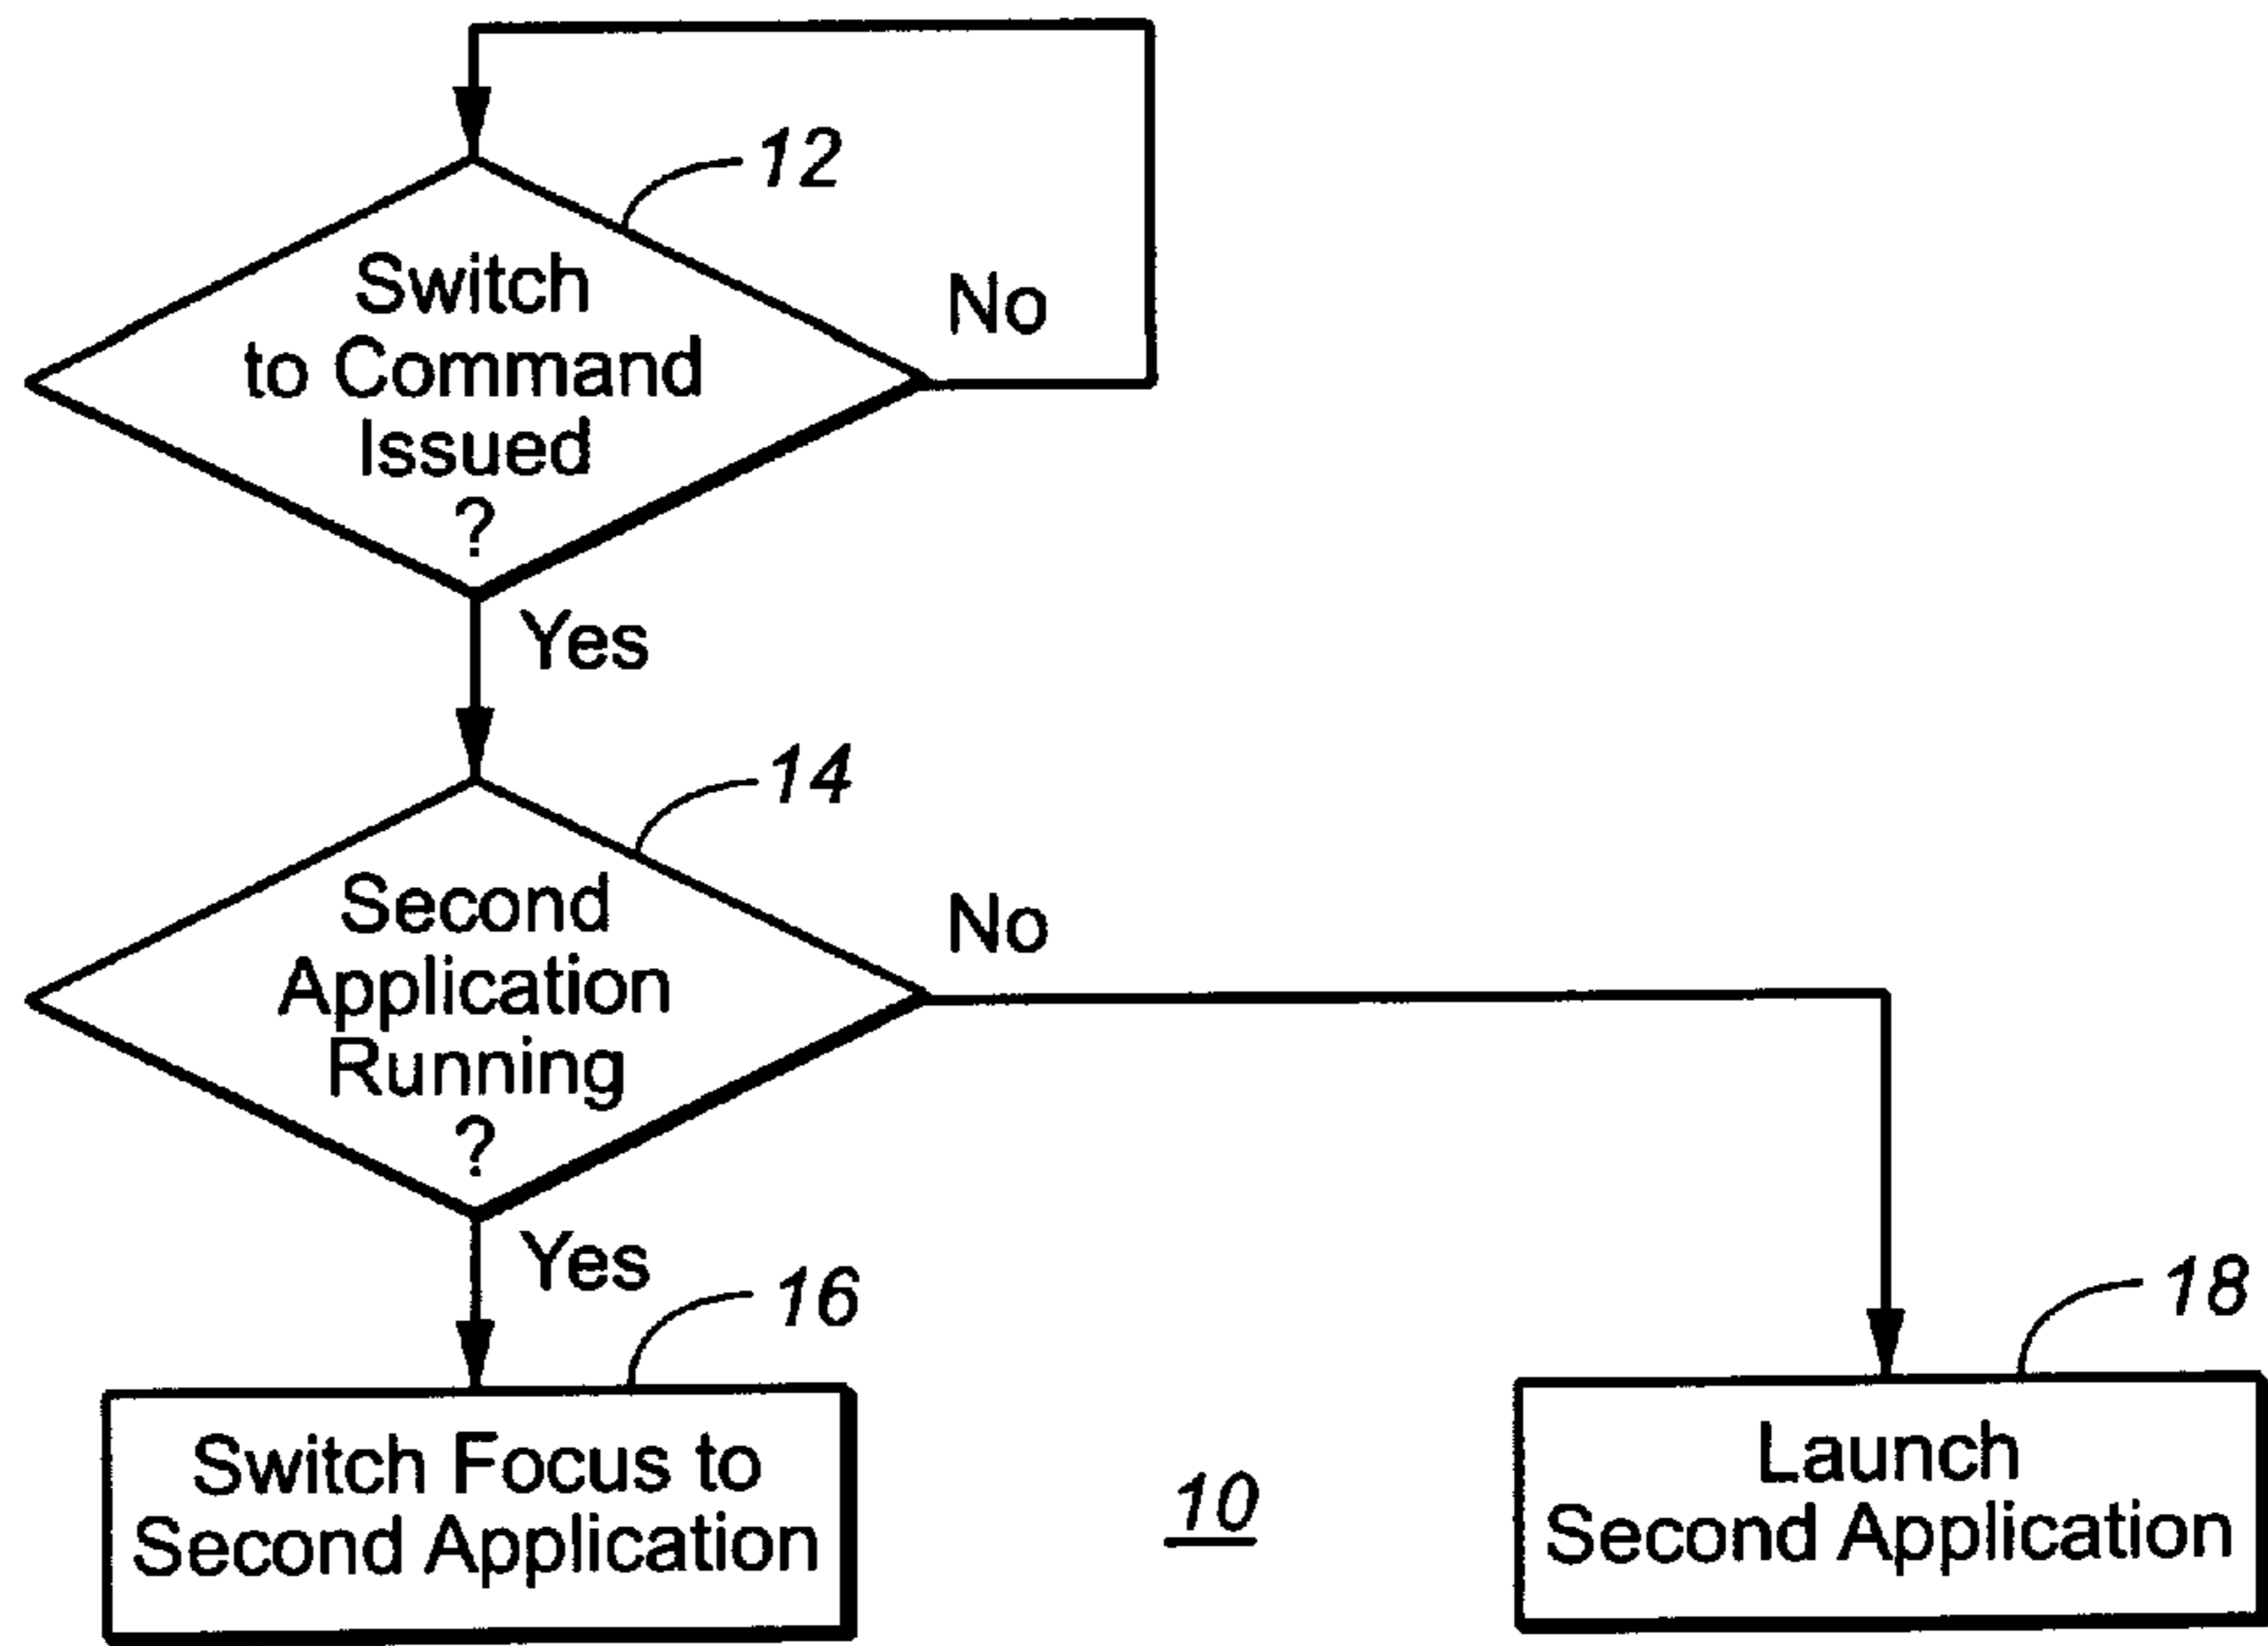 12
Switch
to Command
Issued
?
No
Yes
14
Second
Application
Running
?
No
Yes
16
Switch Focus to
Second Application
10
18
Launch
Second Application